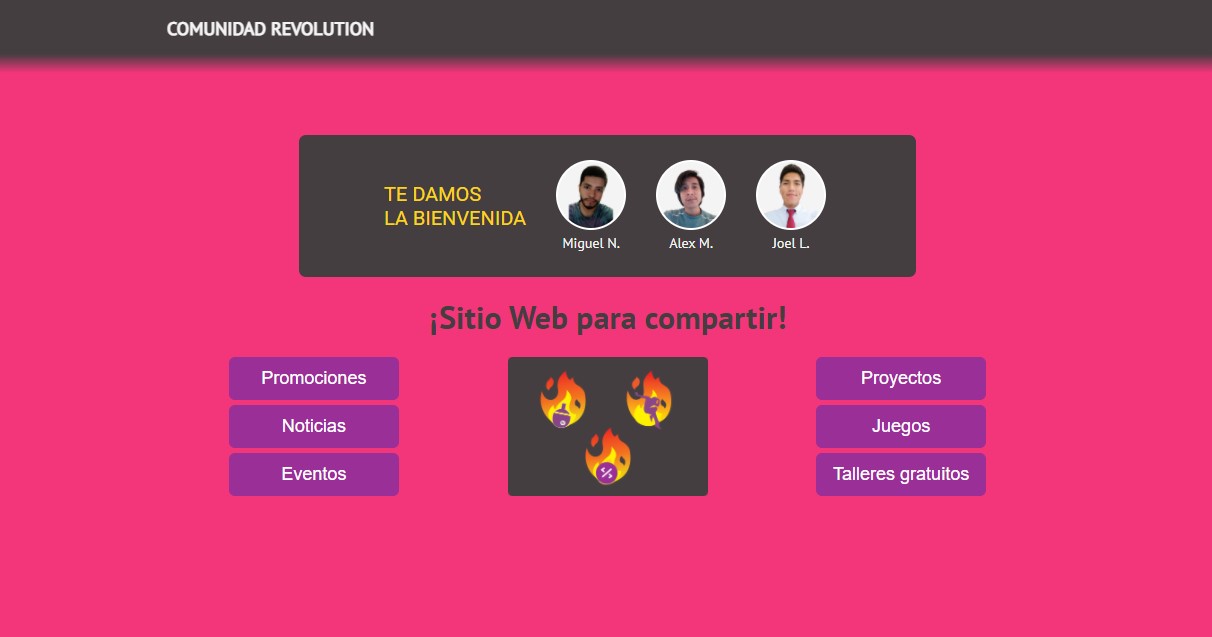 COMUNIDAD REVOLUTION
TE DAMOS
LA BIENVENIDA
Miguel N.
Alex M.
Joel L.
¡Sitio Web para compartir!
Promociones
Noticias
Eventos
Proyectos
Juegos
Talleres gratuitos